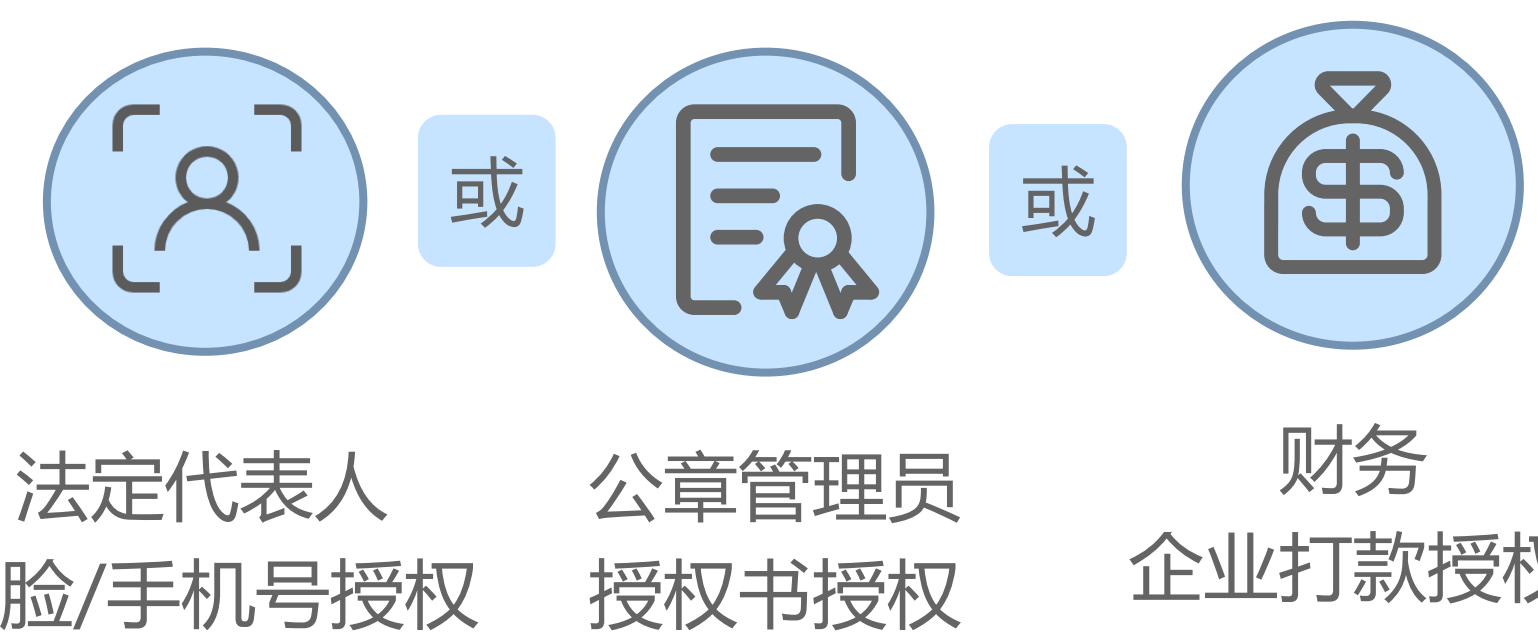 或
或
法定代表人
脸/手机号授权
公章管理员
授权书授权
财务
企业打款授权